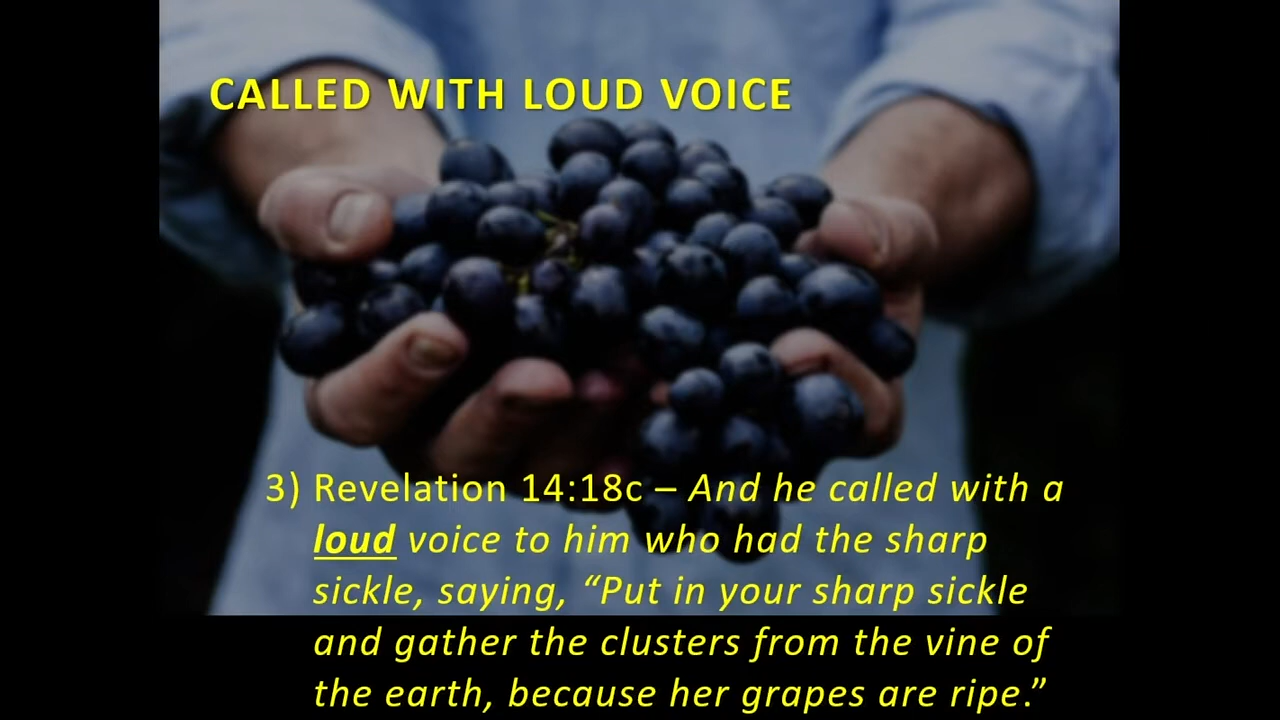 CALLED WITH LOUD VOICE
3) Revelation 14:18c – And he called with a
loud voice to him who had the sharp
sickle, saying, “Put in your sharp sickle
and gather the clusters from the vine of
the earth, because her grapes are ripe.”